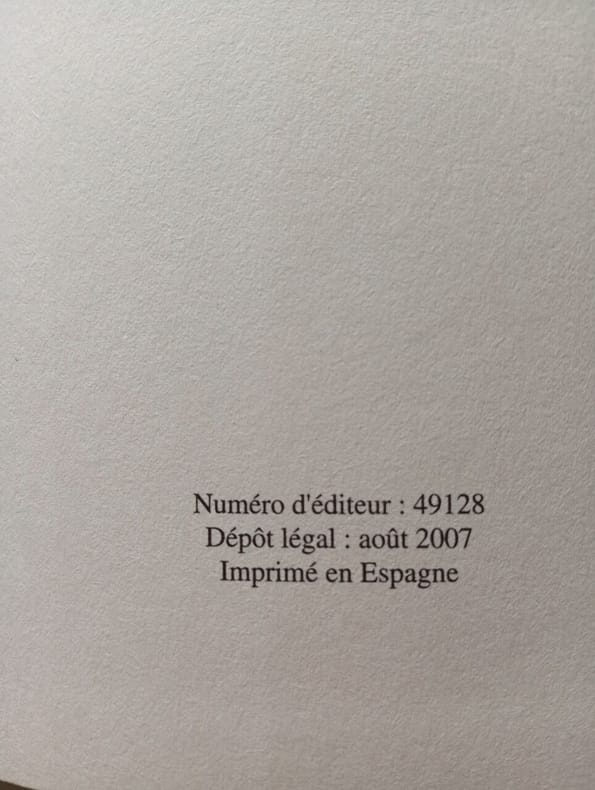 Numéro d'éditeur : 49128
Dépôt légal : août 2007
Imprimé en Espagne